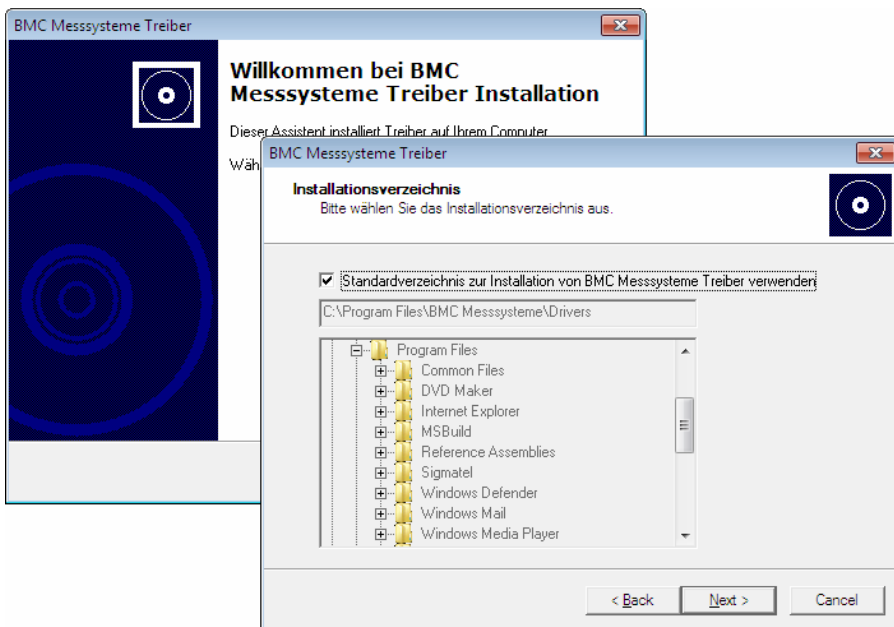 BMC Messsysteme Treiber
Willkommen bei BMC
Messsysteme Treiber Installation
Dieser Assistent installiert Treiber auf Ihrem Computer
BMC Messsysteme Treiber
Installationsverzeichnis
Bitte wählen Sie das Installationsverzeichnis aus.
Standardverzeichnis zur Installation von BMC Messsysteme Treiber verwenden
C:\Program Files\BMC Messsysteme\Drivers
Program Files
Common Files
DVD Maker
Internet Explorer
MSBuild
Reference Assemblies
Sigmatel
Windows Defender
Windows Mail
Windows Media Player
< Back
Next >
Cancel